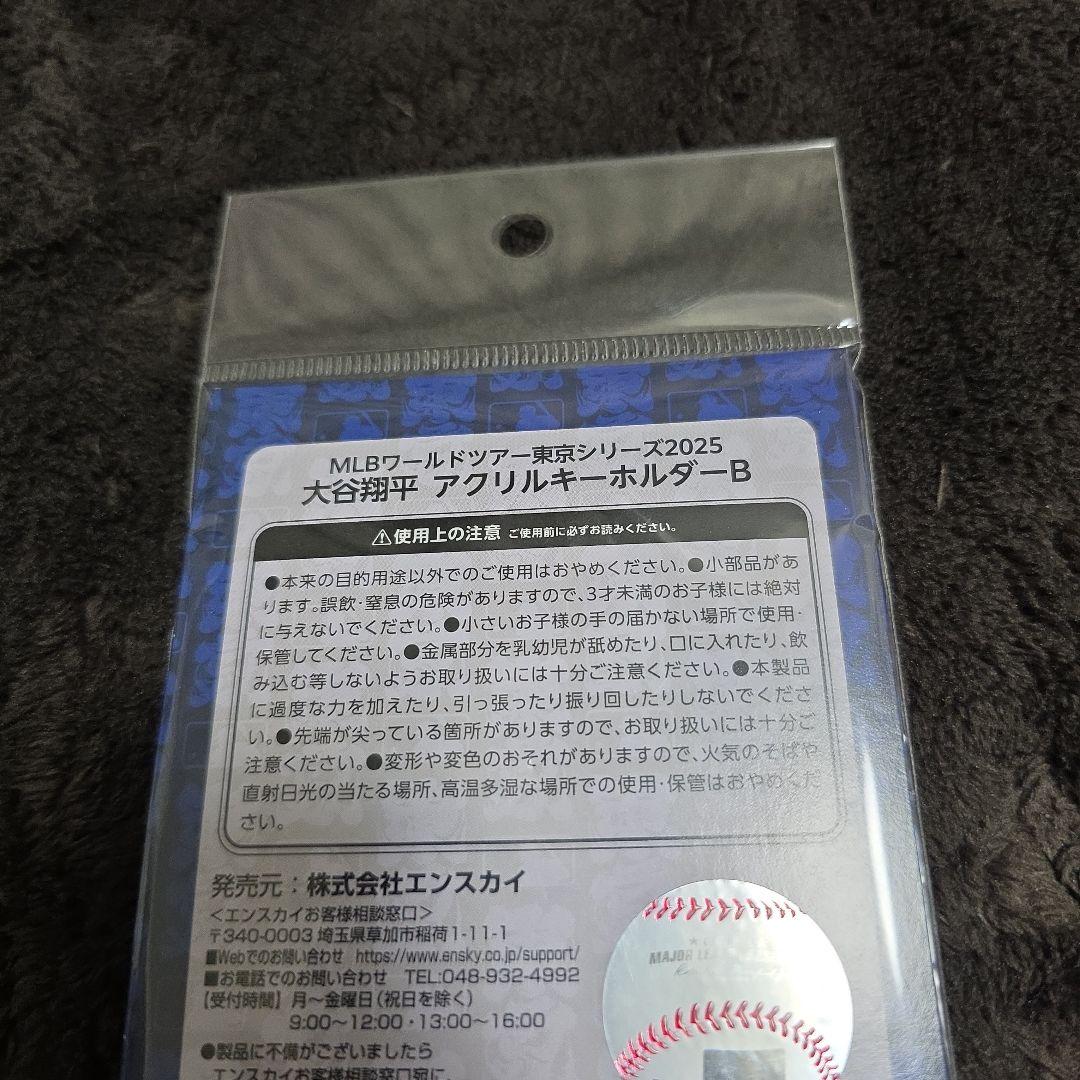 MLBワールドツアー東京シリーズ2025
大谷翔平 アクリルキーホルダーB
⚠使用上の注意 ご使用前に必ずお読みください。
●本来の目的用途以外でのご使用はおやめください。●小部品があ
ります。誤飲・窒息の危険がありますので、3才未満のお子様には絶対
に与えないでください。●小さいお子様の手の届かない場所で使用・
保管してください。●金属部分を乳幼児が舐めたり、口に入れたり、飲
み込む等しないようお取り扱いには十分ご注意ください。●本製品
に過度な力を加えたり、引っ張ったり振り回したりしないでくださ
い。●先端が尖っている箇所がありますので、お取り扱いには十分ご
注意ください。●変形や変色のおそれがありますので、火気のそばや
直射日光の当たる場所、高温多湿な場所での使用・保管はおやめくだ
さい。
発売元：株式会社エンスカイ
＜エンスカイお客様相談窓口＞
〒340-0003 埼玉県草加市稲荷1-11-1
■Webでのお問い合わせ https://www.ensky.co.jp/support/
■お電話でのお問い合わせ TEL:048-932-4992
【受付時間】 月～金曜日（祝日を除く）
9:00～12:00・13:00～16:00
●製品に不備がございましたら
エンスカイお客様相談窓口宛に、
MAJOR